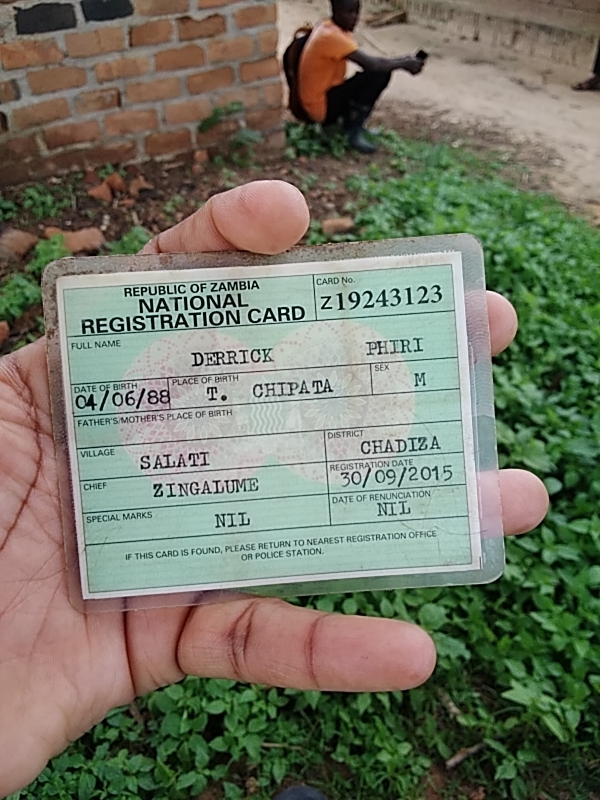 REPUBLIC OF ZAMBIA
NATIONAL
REGISTRATION CARD
CARD No.
Z19243123
FULL NAME
DERRICK PHIRI
DATE OF BIRTH
04/06/88
PLACE OF BIRTH
T. CHIPATA
SEX
M
FATHER'S/MOTHER'S PLACE OF BIRTH
VILLAGE
SALATI
DISTRICT
CHADIZA
CHIEF
ZINGALUME
REGISTRATION DATE
30/09/2015
SPECIAL MARKS
NIL
DATE OF RENUNCIATION
NIL
IF THIS CARD IS FOUND, PLEASE RETURN TO NEAREST REGISTRATION OFFICE
OR POLICE STATION.